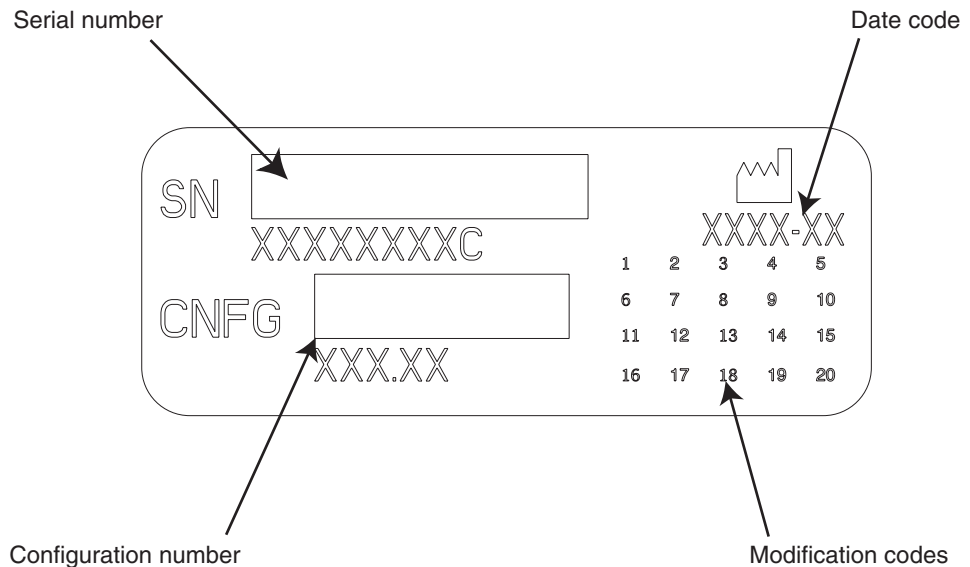 Serial number
Date code
SN
XXXXXXXXC
XXXX-XX
1 2 3 4 5
6 7 8 9 10
11 12 13 14 15
16 17 18 19 20
CNFG
XXX.XX
Configuration number
Modification codes